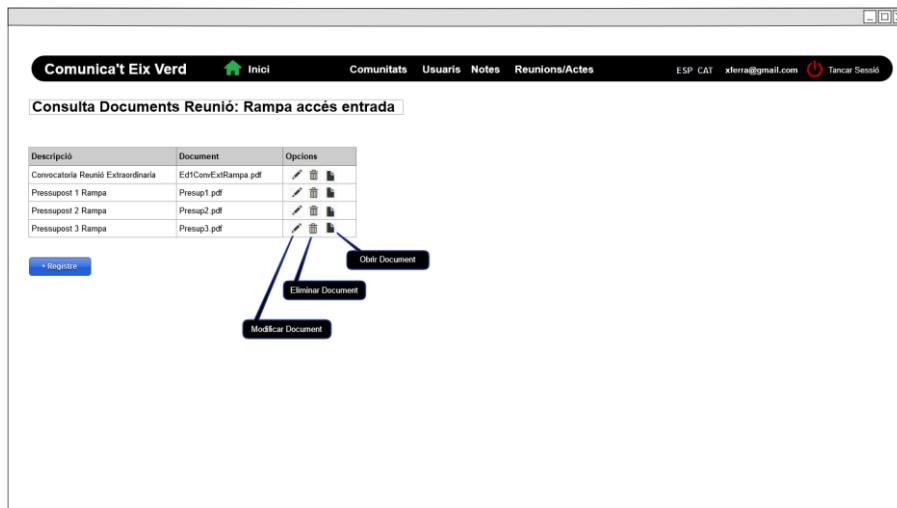 Comunica't Eix Verd Inici Comunitats Usuaris Notes Reunions/Actes ESP CAT xferra@gmail.com Tancar Sessió
Consulta Documents Reunió: Rampa accés entrada
Descripció Document Opcions
Convocatoria Reunió Extraordinaria Ed1ConvExtRampa.pdf
Pressupost 1 Rampa Presup1.pdf
Pressupost 2 Rampa Presup2.pdf
Pressupost 3 Rampa Presup3.pdf
Obrir Document
+ Registre
Eliminar Document
Modificar Document